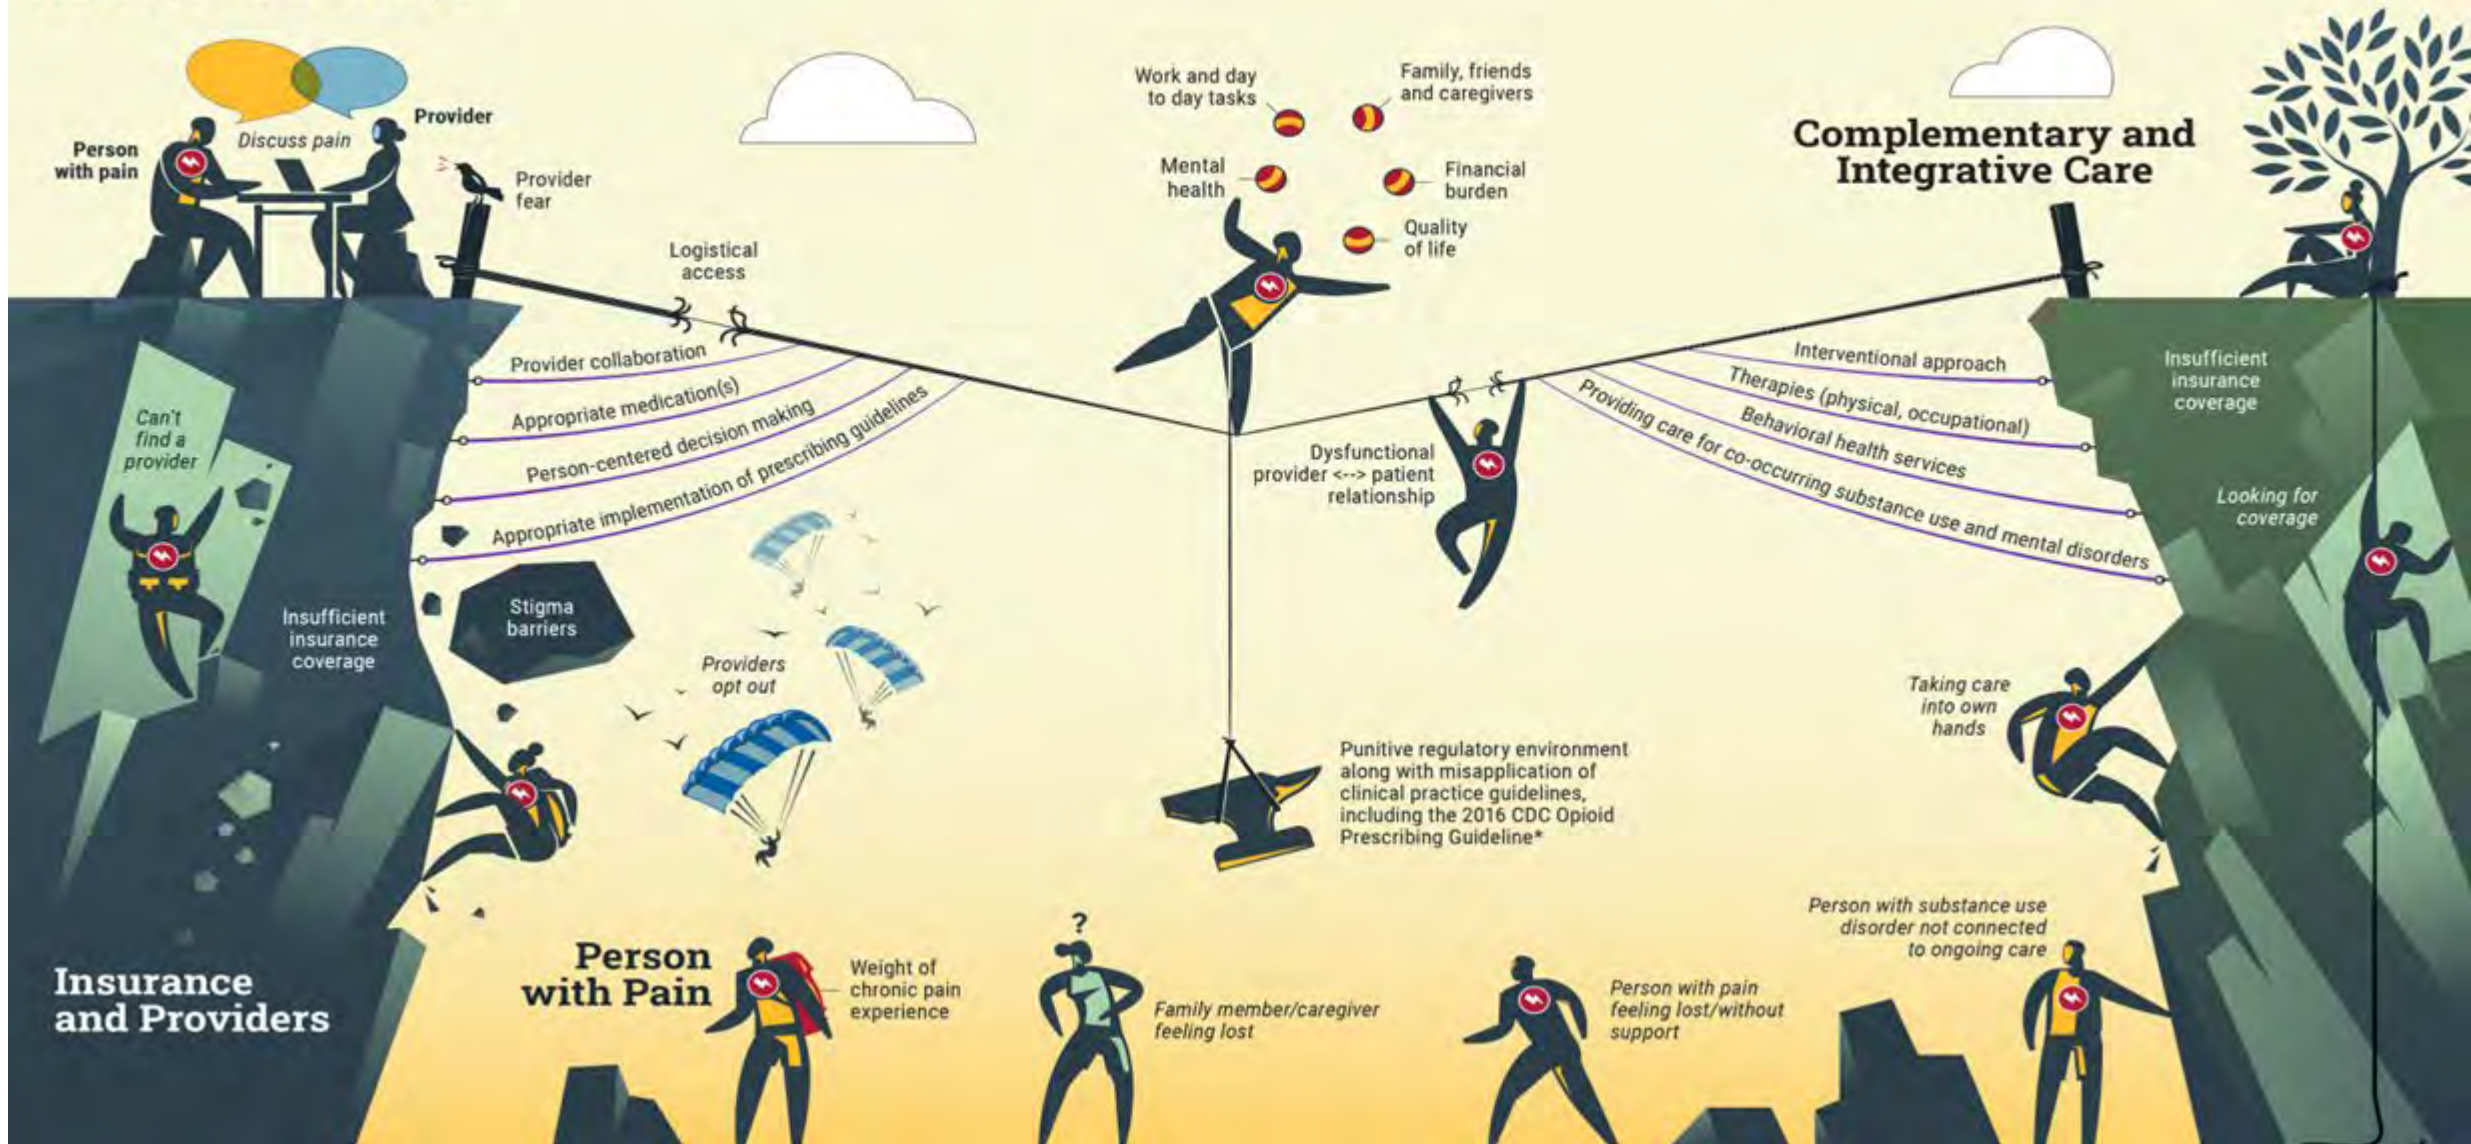 Person
with pain
Discuss pain
Provider
Provider
fear
Logistical
access
Work and day
to day tasks
Family, friends
and caregivers
Mental
health
Financial
burden
Quality
of life
Complementary and
Integrative Care
Provider collaboration
Appropriate medication(s)
Person-centered decision making
Appropriate implementation of prescribing guidelines
Interventional approach
Therapies (physical, occupational)
Behavioral health services
Providing care for co-occurring substance use and mental disorders
Insufficient
insurance
coverage
Can't
find a
provider
Dysfunctional
provider <--> patient
relationship
Looking for
coverage
Insufficient
insurance
coverage
Stigma
barriers
Providers
opt out
Taking care
into own
hands
Punitive regulatory environment
along with misapplication of
clinical practice guidelines,
including the 2016 CDC Opioid
Prescribing Guideline*
Insurance
and Providers
Person
with Pain
Weight of
chronic pain
experience
?
Family member/caregiver
feeling lost
Person with pain
feeling lost/without
support
Person with substance use
disorder not connected
to ongoing care